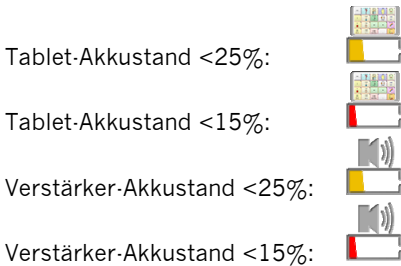 Tablet-Akkustand <25%:
Tablet-Akkustand <15%:
Verstärker-Akkustand <25%:
Verstärker-Akkustand <15%: